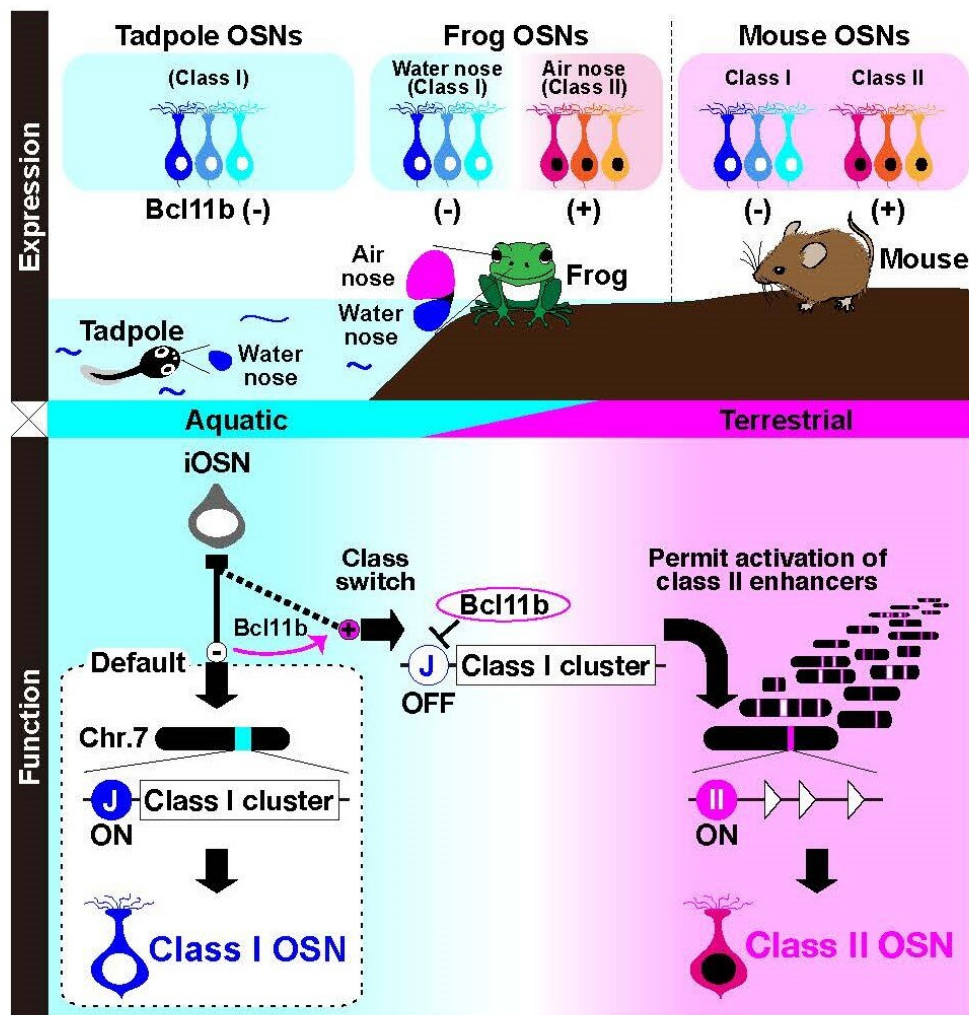 Expression
Tadpole OSNs
(Class I)
Bcl11b (-)
Frog OSNs
Water nose
(Class I)
Air nose
(Class II)
(-)
(+)
Mouse OSNs
Class I
Class II
(-)
(+)
Air
nose
Water
nose
Frog
Mouse
Tadpole
Water
nose
Aquatic
Terrestrial
Function
iOSN
Class
switch
Permit activation of
class II enhancers
Bcl11b
+
-
Bcl11b
Default
J
Class I cluster
OFF
Chr.7
J
Class I cluster
ON
II
ON
Class I OSN
Class II OSN